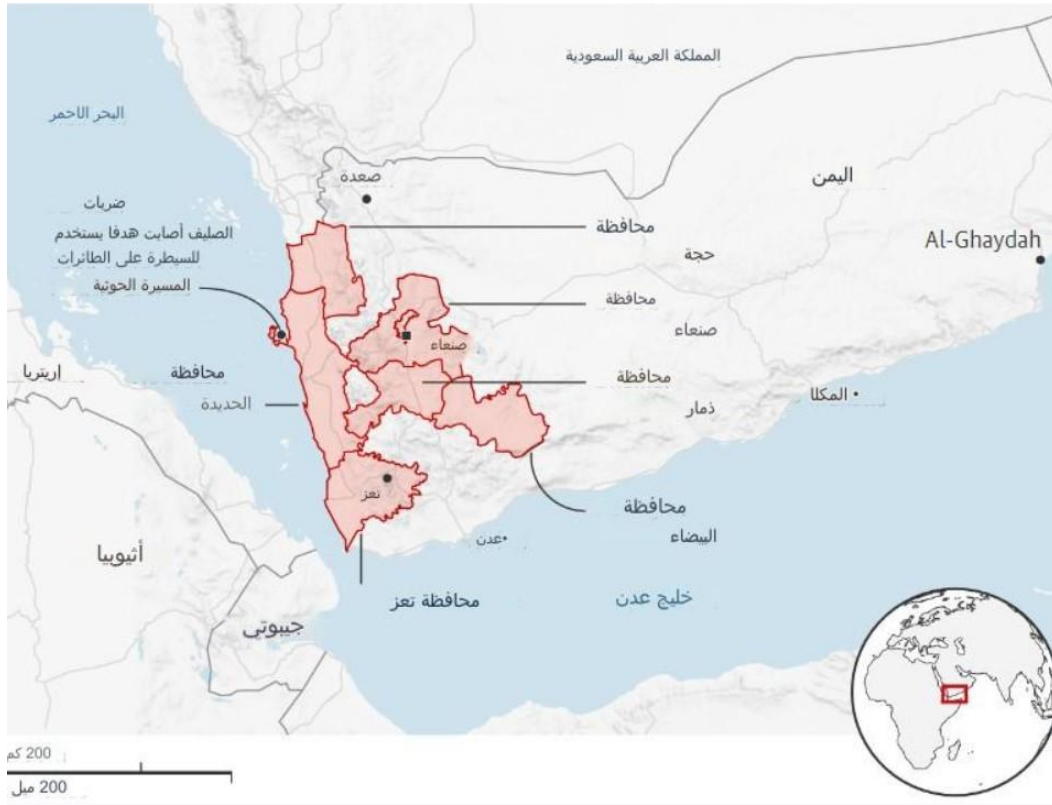 المملكة العربية السعودية
البحر الاحمر
صعدة
اليمن
ضربات
الصليف أصابت هدفا يستخدم
للسيطرة على الطائرات
المسيرة الحوثية
محافظة
حجة
Al-Ghaydah
محافظة
صنعاء
صنعاء
محافظة
ذمار
المكلا
إريتريا
محافظة
الحديدة
تعز
محافظة
البيضاء
عدن
أثيوبيا
محافظة تعز
خليج عدن
جيبوتي
200 كم
200 ميل